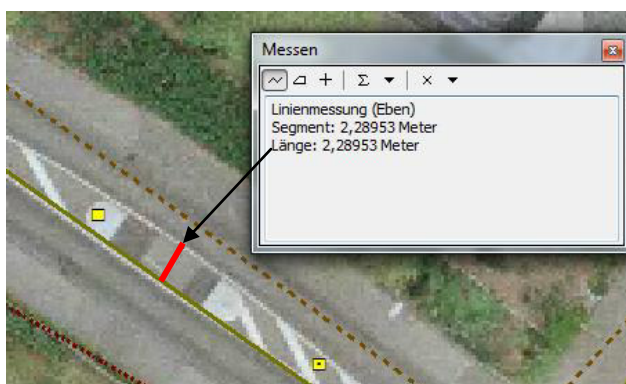 Messen
Linienmessung (Eben)
Segment: 2,28953 Meter
Länge: 2,28953 Meter